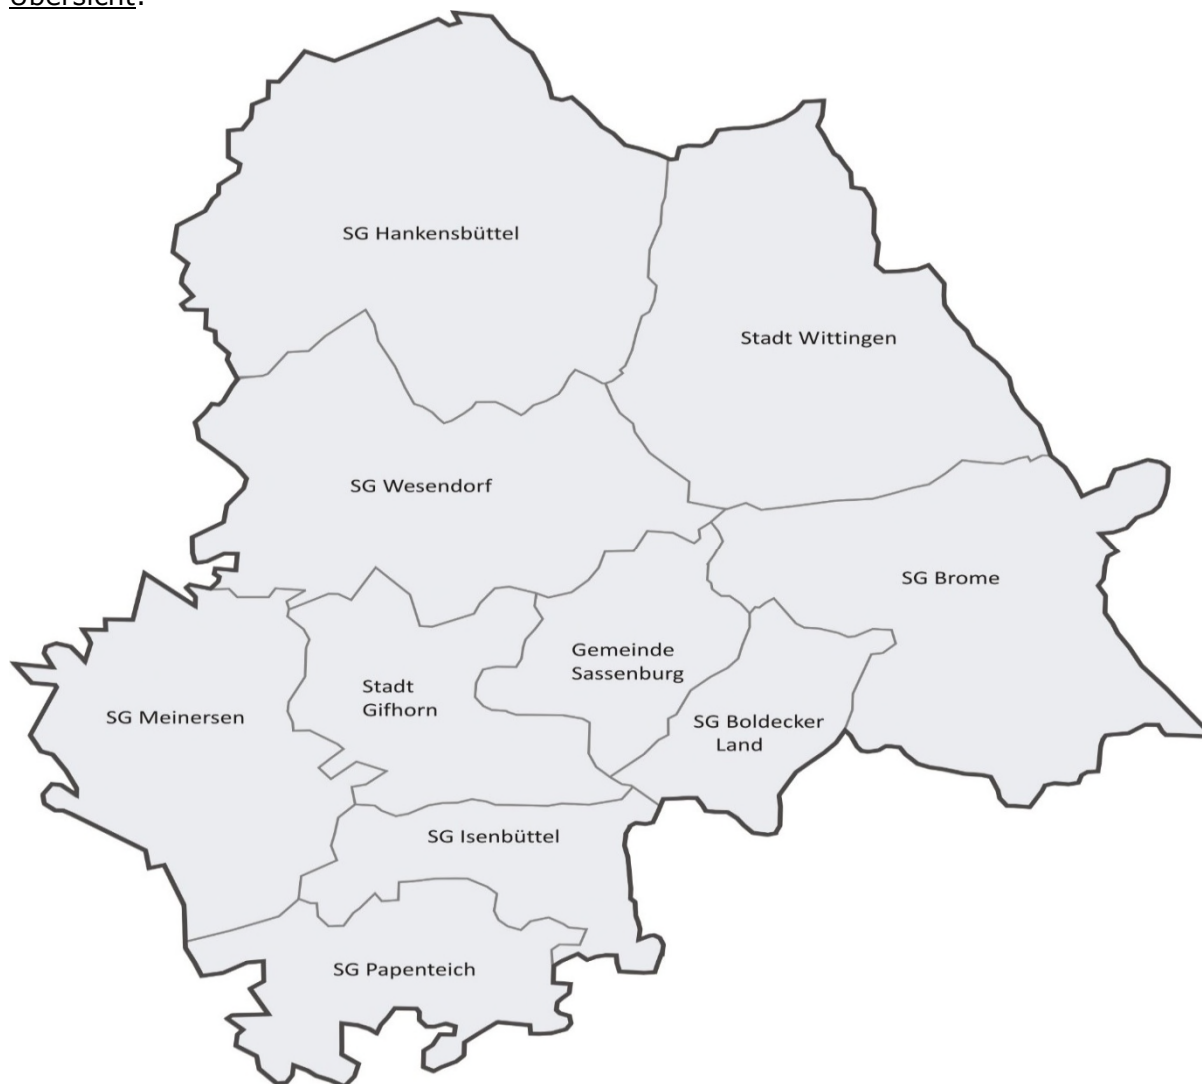 Übersicht:
SG Hankensbüttel
Stadt Wittingen
SG Wesendorf
SG Brome
Gemeinde
Sassenburg
Stadt
Gifhorn
SG Meinersen
SG Boldecker
Land
SG Isenbüttel
SG Papenteich